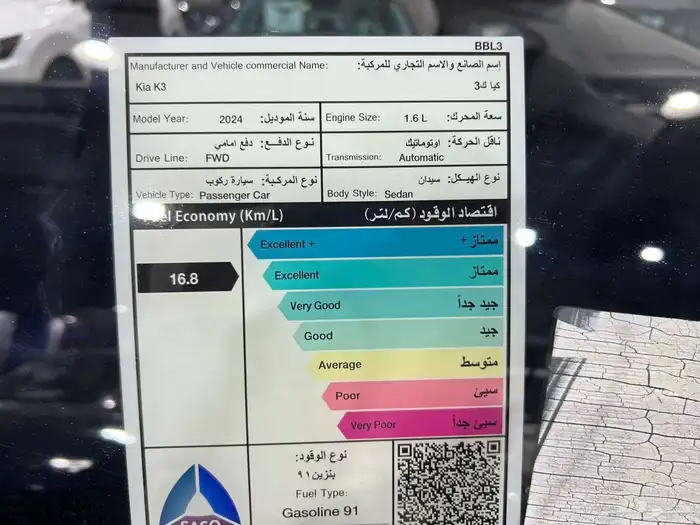 BBL3
Manufacturer and Vehicle commercial Name: إسم الصانع والاسم التجاري للمركبة:
Kia K3 كيا ك3
Model Year: 2024 سنة الموديل:
Engine Size: 1.6 L سعة المحرك:
نوع الدفع: دفع امامي
Drive Line: FWD
ناقل الحركة: اوتوماتيك
Transmission: Automatic
نوع المركبة: سيارة ركوب
Vehicle Type: Passenger Car
نوع الهيكل: سيدان
Body Style: Sedan
Economy (Km/L) اقتصاد الوقود (كم/لتر)
Excellent + ممتاز +
16.8
Excellent ممتاز
Very Good جيد جداً
Good جيد
Average متوسط
Poor سيئ
Very Poor سيئ جداً
نوع الوقود:
بنزين ٩١
Fuel Type:
Gasoline 91
SASO